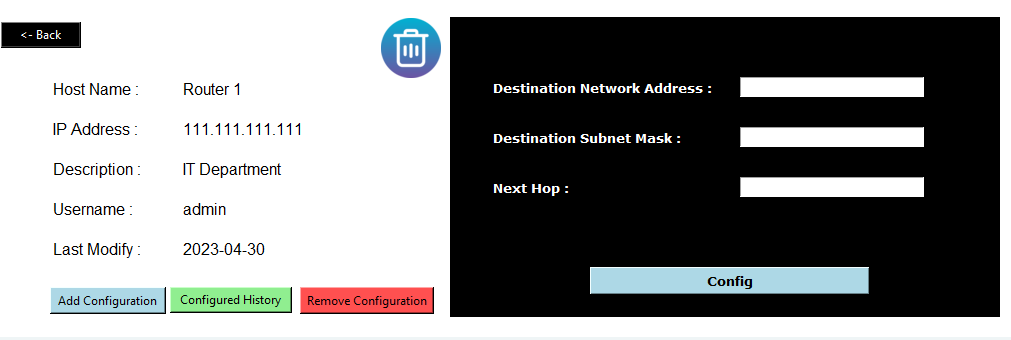 <- Back
Host Name : Router 1
IP Address : 111.111.111.111
Description : IT Department
Username : admin
Last Modify : 2023-04-30
Add Configuration Configured History Remove Configuration
Destination Network Address :
Destination Subnet Mask :
Next Hop :
Config